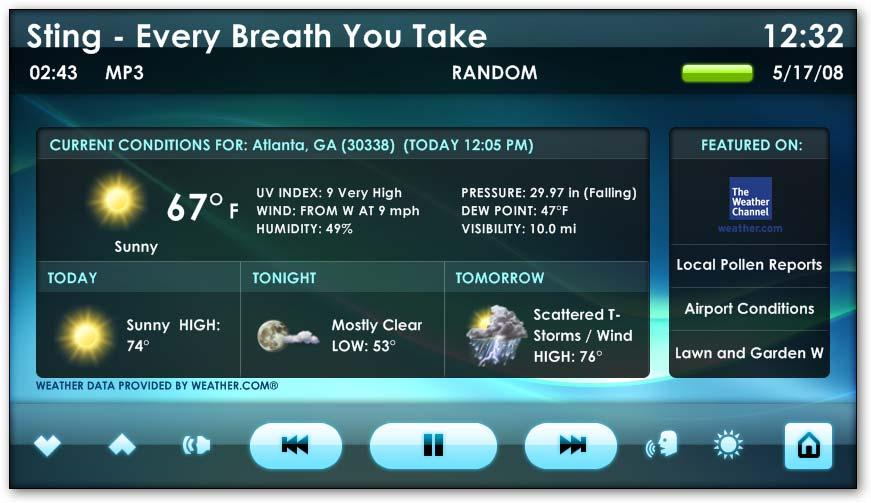 Sting - Every Breath You Take 12:32
02:43 MP3 RANDOM 5/17/08
CURRENT CONDITIONS FOR: Atlanta, GA (30338) (TODAY 12:05 PM)
67° F
Sunny
UV INDEX: 9 Very High
WIND: FROM W AT 9 mph
HUMIDITY: 49%
PRESSURE: 29.97 in (Falling)
DEW POINT: 47°F
VISIBILITY: 10.0 mi
TODAY
Sunny HIGH:
74°
TONIGHT
Mostly Clear
LOW: 53°
TOMORROW
Scattered T-
Storms / Wind
HIGH: 76°
WEATHER DATA PROVIDED BY WEATHER.COM®
FEATURED ON:
The
Weather
Channel
weather.com
Local Pollen Reports
Airport Conditions
Lawn and Garden W